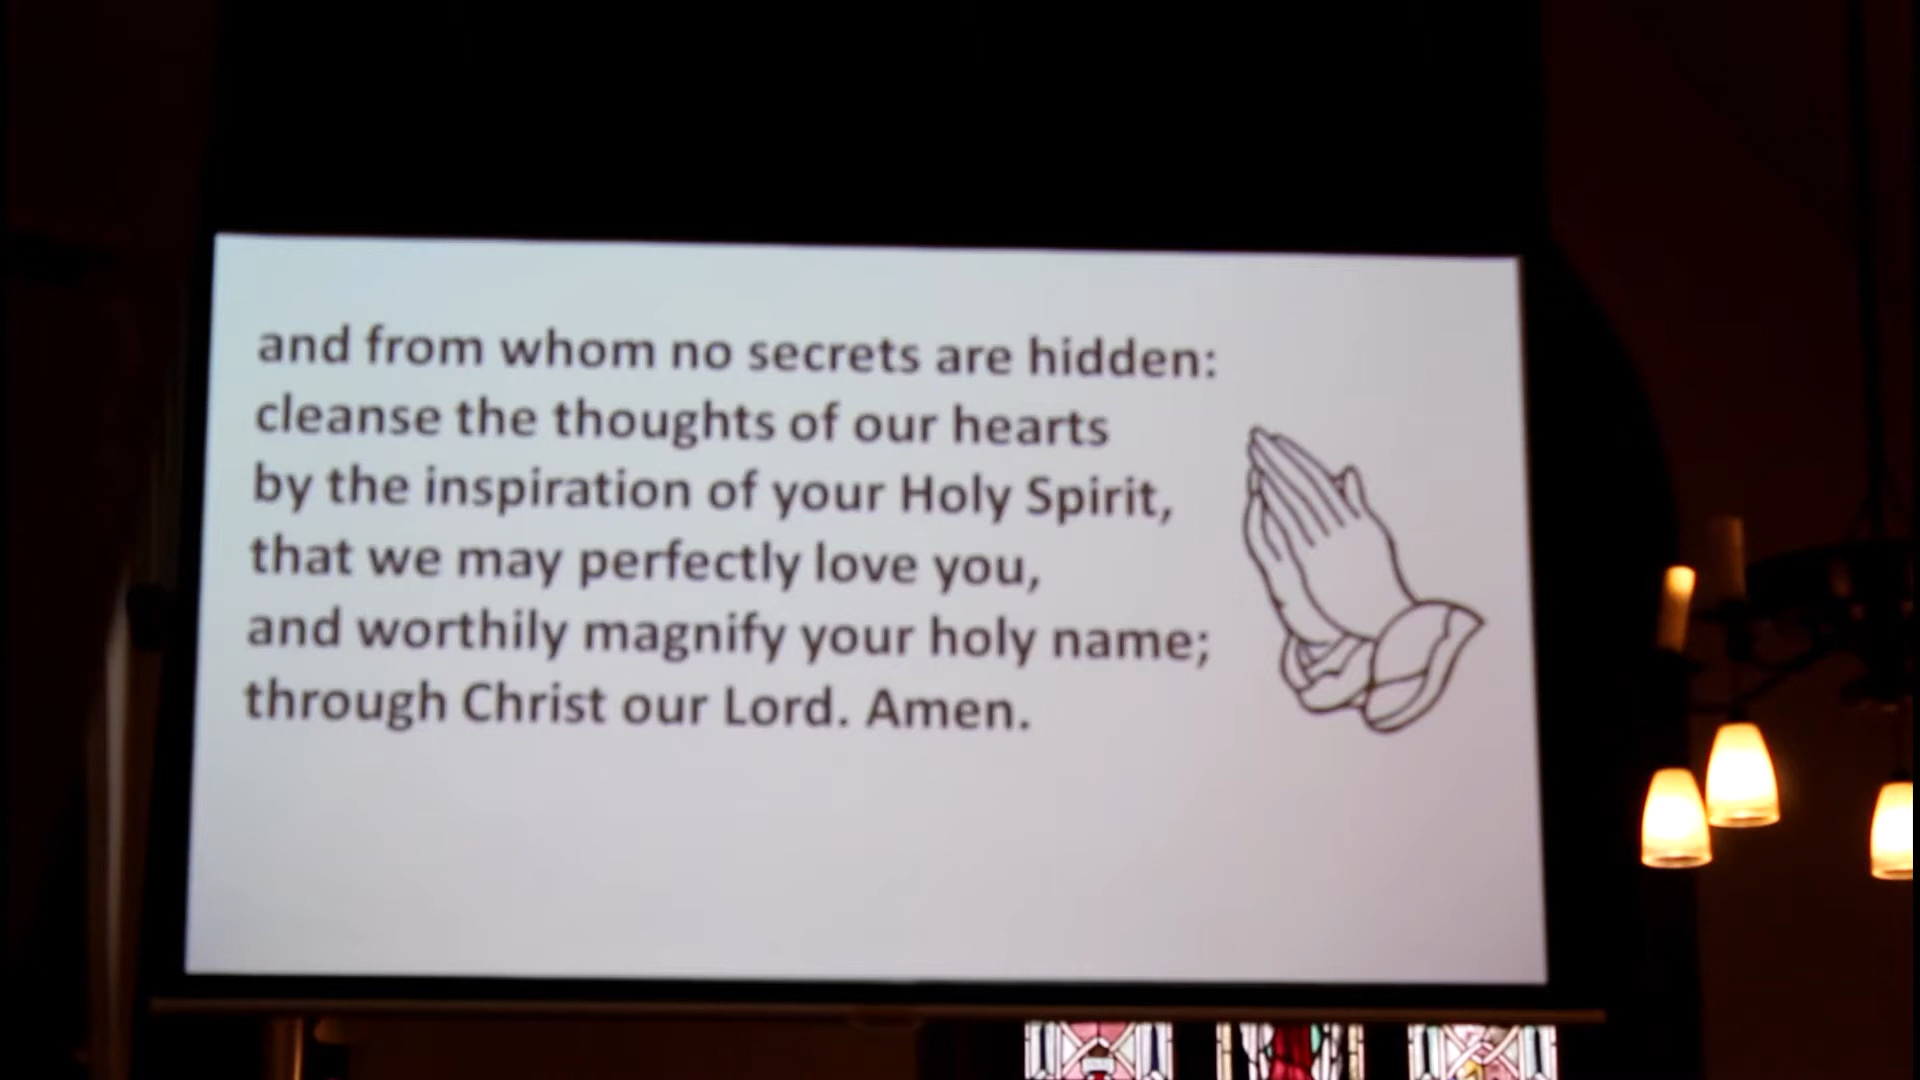 and from whom no secrets are hidden:
cleanse the thoughts of our hearts
by the inspiration of your Holy Spirit,
that we may perfectly love you,
and worthily magnify your holy name;
through Christ our Lord. Amen.